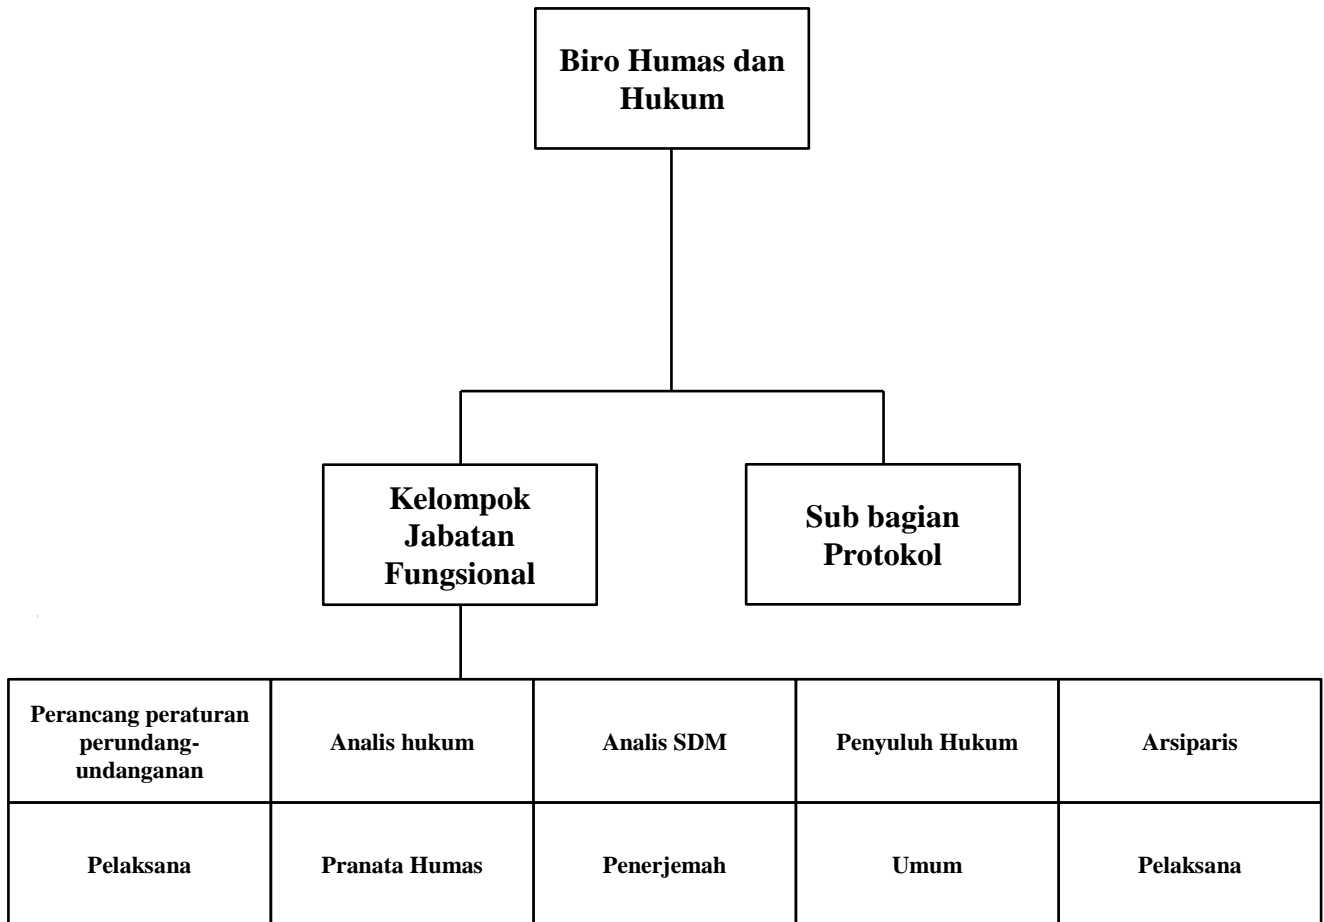 Biro Humas dan
Hukum
Kelompok
Jabatan
Fungsional
Sub bagian
Protokol
Perancang peraturan
perundang-
undanganan
Analis hukum
Analis SDM
Penyuluh Hukum
Arsiparis
Pelaksana
Pranata Humas
Penerjemah
Umum
Pelaksana